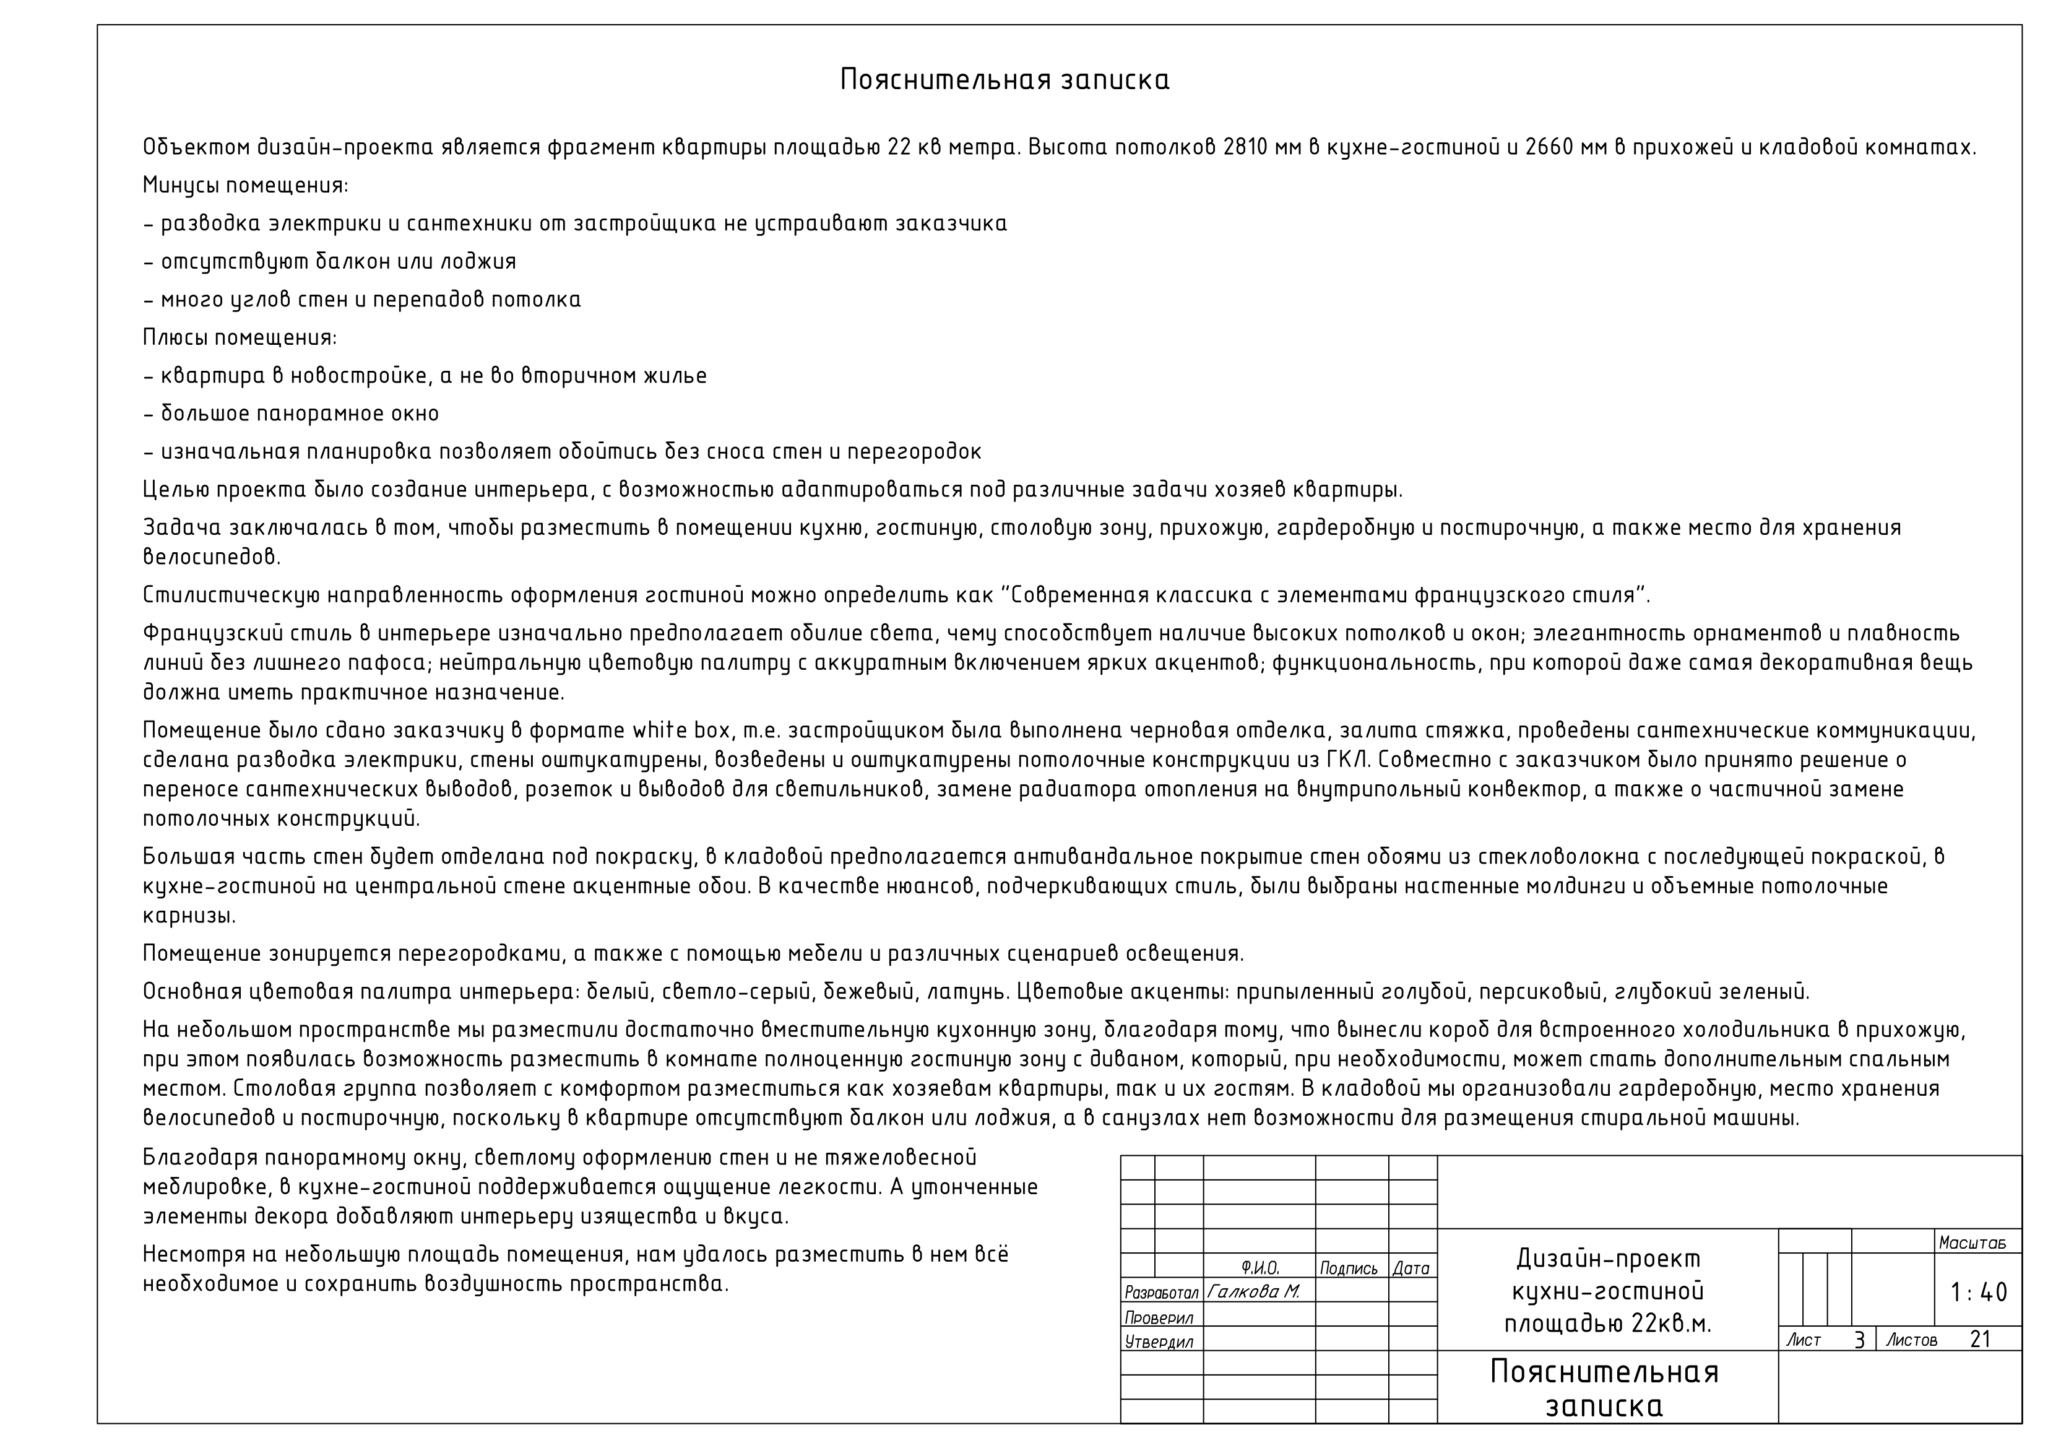 Пояснительная записка
Объектом дизайн-проекта является фрагмент квартиры площадью 22 кв метра. Высота потолков 2810 мм в кухне-гостиной и 2660 мм в прихожей и кладовой комнатах.
Минусы помещения:
- разводка электрики и сантехники от застройщика не устраивают заказчика
- отсутствуют балкон или лоджия
- много углов стен и перепадов потолка
Плюсы помещения:
- квартира в новостройке, а не во вторичном жилье
- большое панорамное окно
- изначальная планировка позволяет обойтись без сноса стен и перегородок
Целью проекта было создание интерьера, с возможностью адаптироваться под различные задачи хозяев квартиры.
Задача заключалась в том, чтобы разместить в помещении кухню, гостиную, столовую зону, прихожую, гардеробную и постирочную, а также место для хранения
велосипедов.
Стилистическую направленность оформления гостиной можно определить как "Современная классика с элементами французского стиля".
Французский стиль в интерьере изначально предполагает обилие света, чему способствует наличие высоких потолков и окон; элегантность орнаментов и плавность
линий без лишнего пафоса; нейтральную цветовую палитру с аккуратным включением ярких акцентов; функциональность, при которой даже самая декоративная вещь
должна иметь практичное назначение.
Помещение было сдано заказчику в формате white box, т.е. застройщиком была выполнена черновая отделка, залита стяжка, проведены сантехнические коммуникации,
сделана разводка электрики, стены оштукатурены, возведены и оштукатурены потолочные конструкции из ГКЛ. Совместно с заказчиком было принято решение о
переносе сантехнических выводов, розеток и выводов для светильников, замене радиатора отопления на внутрипольный конвектор, а также о частичной замене
потолочных конструкций.
Большая часть стен будет отделана под покраску, в кладовой предполагается антивандальное покрытие стен обоями из стекловолокна с последующей покраской, в
кухне-гостиной на центральной стене акцентные обои. В качестве нюансов, подчеркивающих стиль, были выбраны настенные молдинги и объемные потолочные
карнизы.
Помещение зонируется перегородками, а также с помощью мебели и различных сценариев освещения.
Основная цветовая палитра интерьера: белый, светло-серый, бежевый, латунь. Цветовые акценты: припыленный голубой, персиковый, глубокий зеленый.
На небольшом пространстве мы разместили достаточно вместительную кухонную зону, благодаря тому, что вынесли короб для встроенного холодильника в прихожую,
при этом появилась возможность разместить в комнате полноценную гостиную зону с диваном, который, при необходимости, может стать дополнительным спальным
местом. Столовая группа позволяет с комфортом разместиться как хозяевам квартиры, так и их гостям. В кладовой мы организовали гардеробную, место хранения
велосипедов и постирочную, поскольку в квартире отсутствуют балкон или лоджия, а в санузлах нет возможности для размещения стиральной машины.
Благодаря панорамному окну, светлому оформлению стен и не тяжеловесной
меблировке, в кухне-гостиной поддерживается ощущение легкости. А утонченные
элементы декора добавляют интерьеру изящества и вкуса.
Несмотря на небольшую площадь помещения, нам удалось разместить в нем всё
необходимое и сохранить воздушность пространства.
Ф.И.О. Подпись Дата
Разработал Галкова М.
Проверил
Утвердил
Дизайн-проект
кухни-гостиной
площадью 22кв.м.
Масштаб
1 : 40
Лист 3 Листов 21
Пояснительная
записка